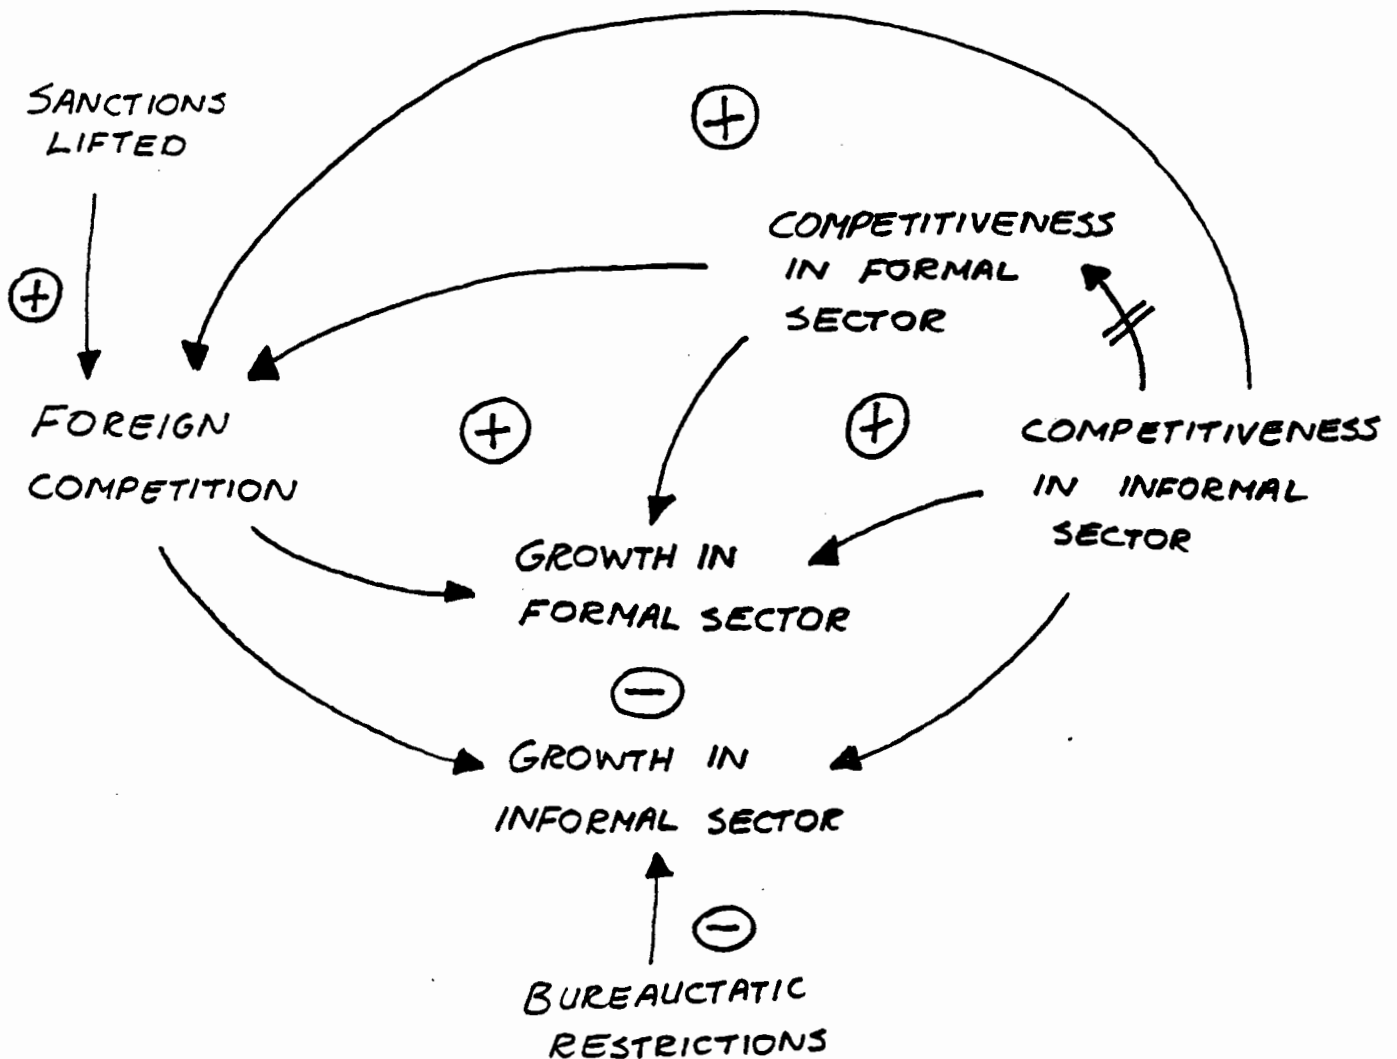 SANCTIONS
LIFTED
+
COMPETITIVENESS
IN FORMAL
SECTOR
+
FOREIGN
COMPETITION
+
+
COMPETITIVENESS
IN INFORMAL
SECTOR
GROWTH IN
FORMAL SECTOR
−
GROWTH IN
INFORMAL SECTOR
−
BUREAUCTATIC
RESTRICTIONS